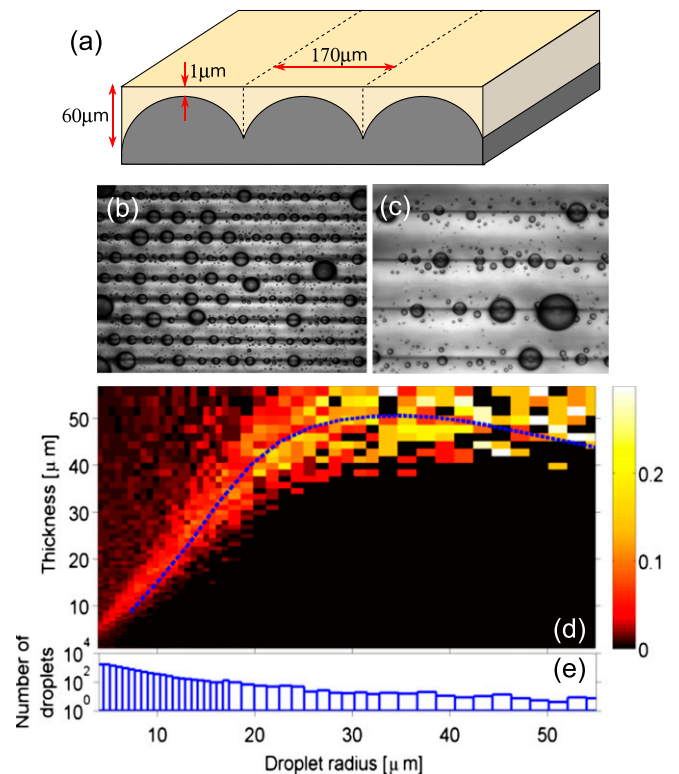 (a)
170μm
1μm
60μm
(b)
(c)
Thickness [μ m]
50
40
30
20
10
(d)
0.2
0.1
0
Number of
droplets
10⁴
10²
10⁰
(e)
10
20
30
40
50
Droplet radius [μ m]